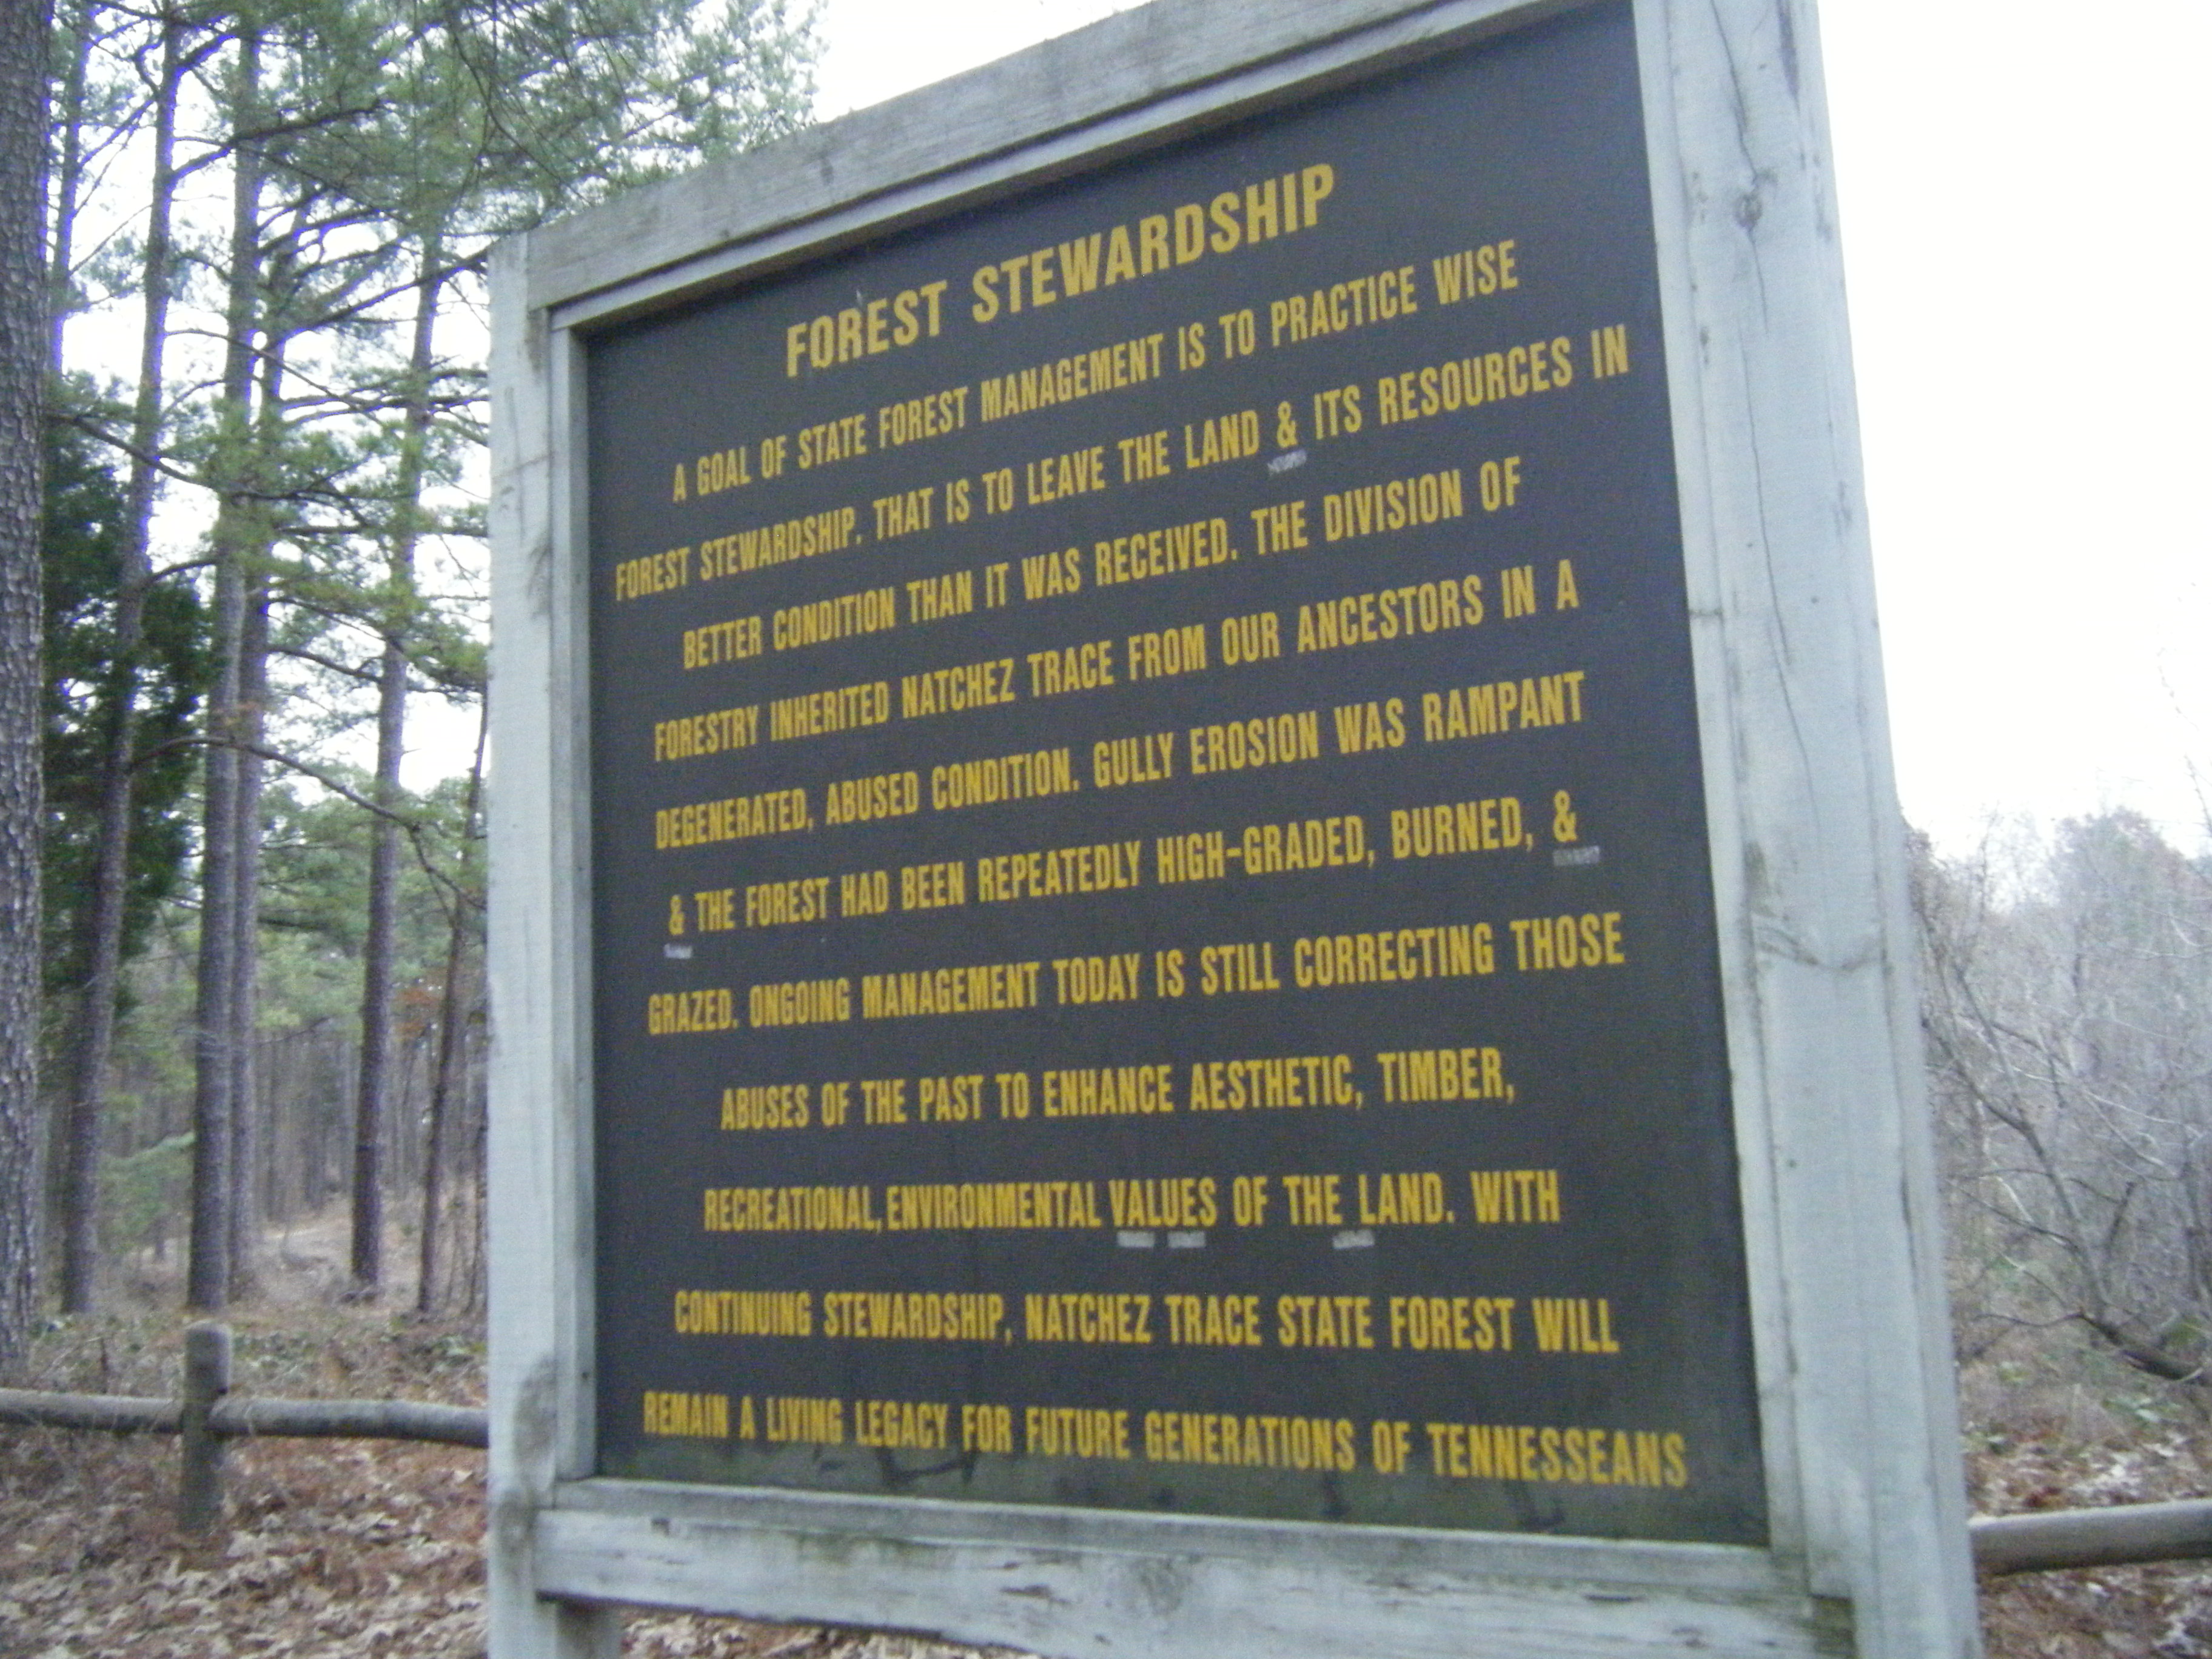 FOREST STEWARDSHIP
A GOAL OF STATE FOREST MANAGEMENT IS TO PRACTICE WISE
FOREST STEWARDSHIP. THAT IS TO LEAVE THE LAND & ITS RESOURCES IN
BETTER CONDITION THAN IT WAS RECEIVED. THE DIVISION OF
FORESTRY INHERITED NATCHEZ TRACE FROM OUR ANCESTORS IN A
DEGENERATED, ABUSED CONDITION. GULLY EROSION WAS RAMPANT
& THE FOREST HAD BEEN REPEATEDLY HIGH-GRADED, BURNED, &
GRAZED. ONGOING MANAGEMENT TODAY IS STILL CORRECTING THOSE
ABUSES OF THE PAST TO ENHANCE AESTHETIC, TIMBER,
RECREATIONAL, ENVIRONMENTAL VALUES OF THE LAND. WITH
CONTINUING STEWARDSHIP, NATCHEZ TRACE STATE FOREST WILL
REMAIN A LIVING LEGACY FOR FUTURE GENERATIONS OF TENNESSEANS